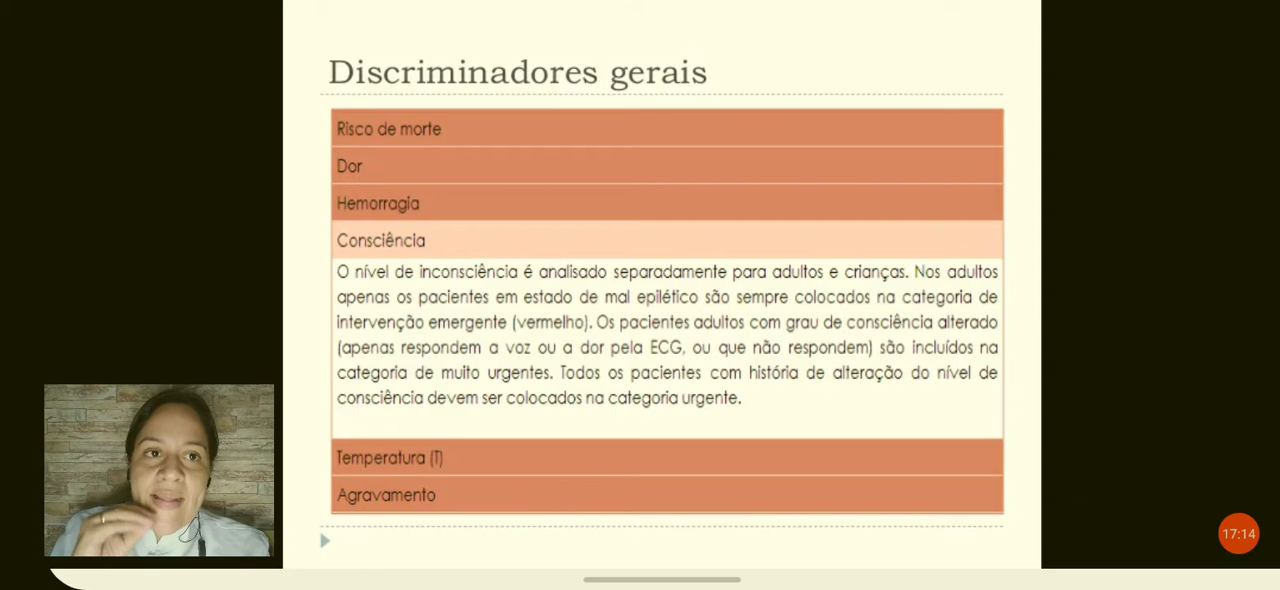 Discriminadores gerais
Risco de morte
Dor
Hemorragia
Consciência
O nível de inconsciência é analisado separadamente para adultos e crianças. Nos adultos
apenas os pacientes em estado de mal epilético são sempre colocados na categoria de
intervenção emergente (vermelho). Os pacientes adultos com grau de consciência alterado
(apenas respondem a voz ou a dor pela ECG, ou que não respondem) são incluídos na
categoria de muito urgentes. Todos os pacientes com história de alteração do nível de
consciência devem ser colocados na categoria urgente.
Temperatura (T)
Agravamento
17:14